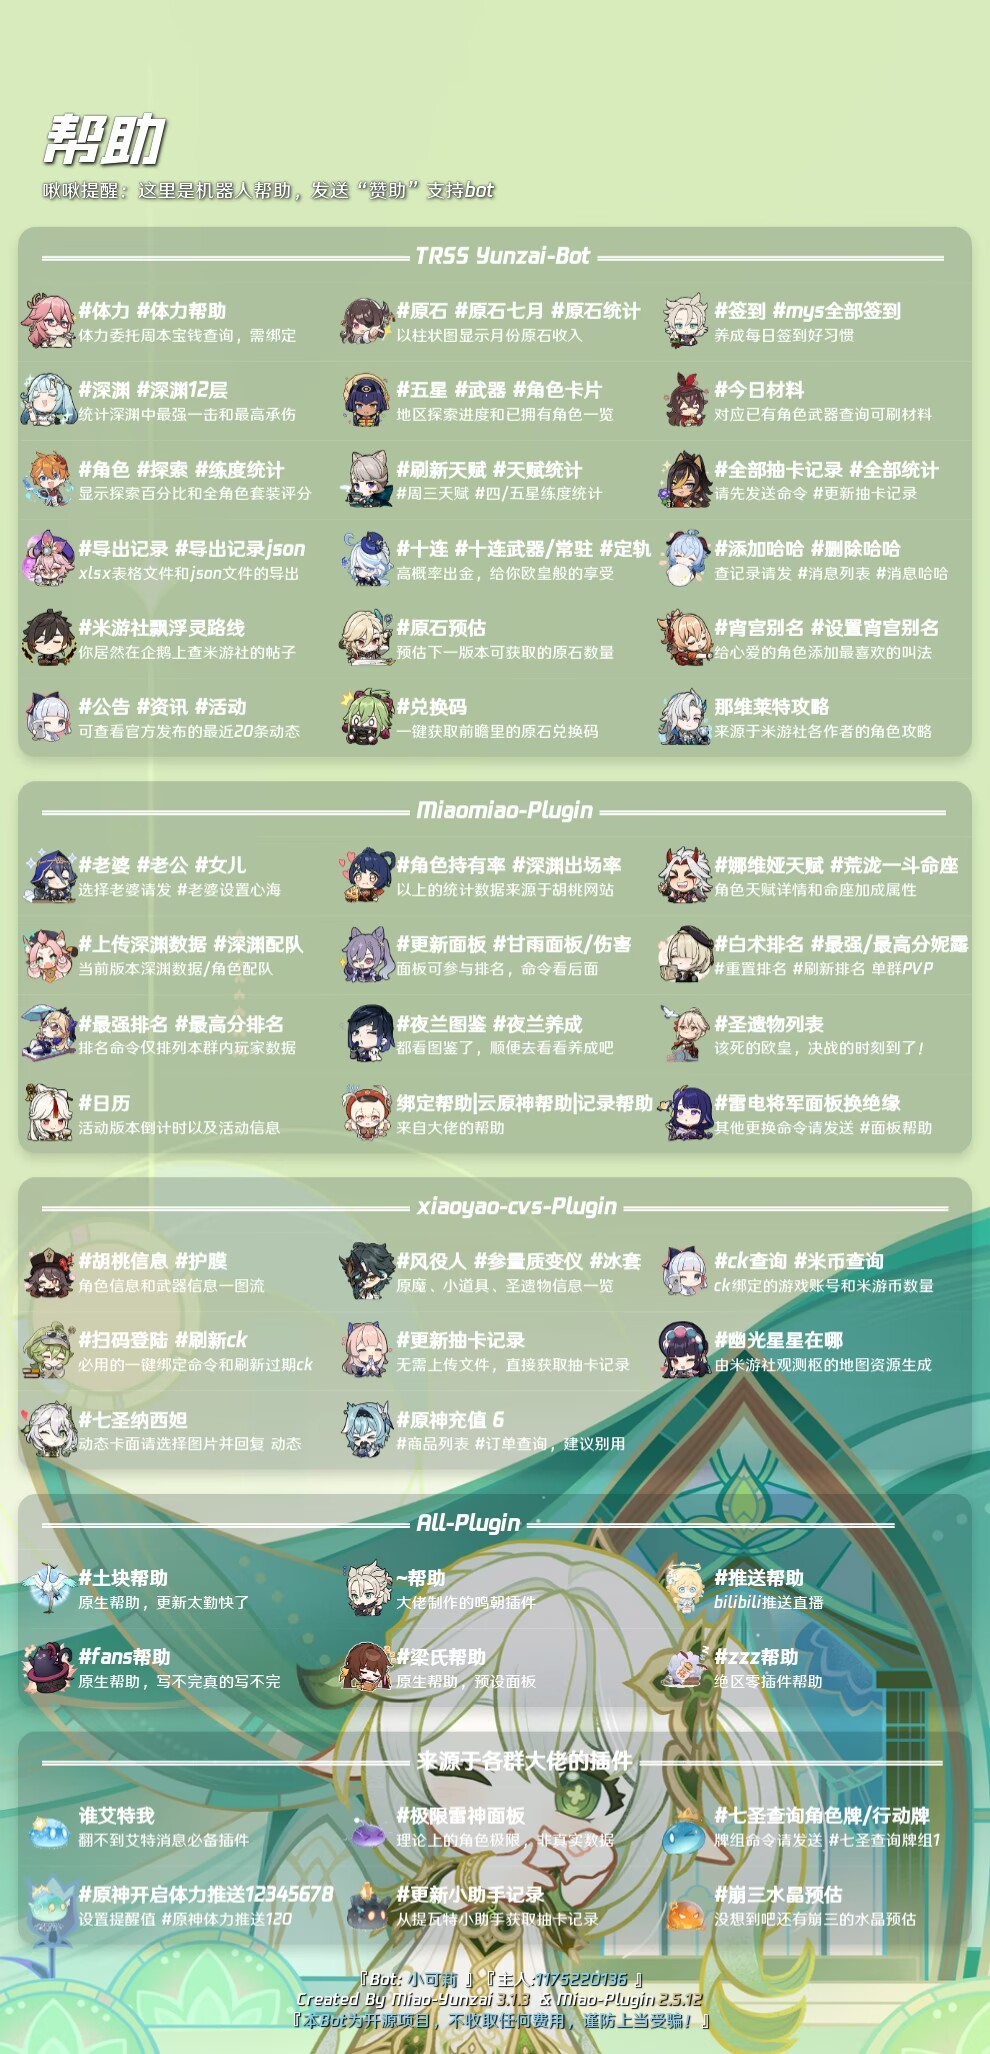 帮助
啾啾提醒：这里是机器人帮助，发送“赞助”支持bot
TRSS Yunzai-Bot
#体力 #体力帮助
体力委托周本宝钱查询，需绑定
#原石 #原石七月 #原石统计
以柱状图显示月份原石收入
#签到 #mys全部签到
养成每日签到好习惯
#深渊 #深渊12层
统计深渊中最强一击和最高承伤
#五星 #武器 #角色卡片
地区探索进度和已拥有角色一览
#今日材料
对应已有角色武器查询可刷材料
#角色 #探索 #练度统计
显示探索百分比和全角色套装评分
#刷新天赋 #天赋统计
#周三天赋 #四/五星练度统计
#全部抽卡记录 #全部统计
请先发送命令 #更新抽卡记录
#导出记录 #导出记录json
xlsx表格文件和json文件的导出
#十连 #十连武器/常驻 #定轨
高概率出金，给你欧皇般的享受
#添加哈哈 #删除哈哈
查记录请发 #消息列表 #消息哈哈
#米游社飘浮灵路线
你居然在企鹅上查米游社的帖子
#原石预估
预估下一版本可获取的原石数量
#宵宫别名 #设置宵宫别名
给心爱的角色添加最喜欢的叫法
#公告 #资讯 #活动
可查看官方发布的最近20条动态
#兑换码
一键获取前瞻里的原石兑换码
那维莱特攻略
来源于米游社各作者的角色攻略
Miaomiao-Plugin
#老婆 #老公 #女儿
选择老婆请发 #老婆设置心海
#角色持有率 #深渊出场率
以上的统计数据来源于胡桃网站
#娜维娅天赋 #荒泷一斗命座
角色天赋详情和命座加成属性
#上传深渊数据 #深渊配队
当前版本深渊数据/角色配队
#更新面板 #甘雨面板/伤害
面板可参与排名，命令看后面
#白术排名 #最强/最高分妮露
#重置排名 #刷新排名 单群PVP
#最强排名 #最高分排名
排名命令仅排列本群内玩家数据
#夜兰图鉴 #夜兰养成
都看图鉴了，顺便去看看养成吧
#圣遗物列表
该死的欧皇，决战的时刻到了！
#日历
活动版本倒计时以及活动信息
绑定帮助|云原神帮助|记录帮助
来自大佬的帮助
#雷电将军面板换绝缘
其他更换命令请发送 #面板帮助
xiaoyao-cvs-Plugin
#胡桃信息 #护膜
角色信息和武器信息一图流
#风役人 #参量质变仪 #冰套
原魔、小道具、圣遗物信息一览
#ck查询 #米币查询
ck绑定的游戏账号和米游币数量
#扫码登陆 #刷新ck
必用的一键绑定命令和刷新过期ck
#更新抽卡记录
无需上传文件，直接获取抽卡记录
#幽光星星在哪
由米游社观测枢的地图资源生成
#七圣纳西妲
动态卡面请选择图片并回复 动态
#原神充值 6
#商品列表 #订单查询，建议别用
All-Plugin
#土块帮助
原生帮助，更新太勤快了
~帮助
大佬制作的鸣朝插件
#推送帮助
bilibili推送直播
#fans帮助
原生帮助，写不完真的写不完
#梁氏帮助
原生帮助，预设面板
#zzz帮助
绝区零插件帮助
来源于各群大佬的插件
谁艾特我
翻不到艾特消息必备插件
#极限雷神面板
理论上的角色极限，非真实数据
#七圣查询角色牌/行动牌
牌组命令请发送 #七圣查询牌组1
#原神开启体力推送12345678
设置提醒值 #原神体力推送120
#更新小助手记录
从提瓦特小助手获取抽卡记录
#崩三水晶预估
没想到吧还有崩三的水晶预估
『Bot: 小可莉 』『主人:1175220136 』
Created By Miao-Yunzai 3.1.3 & Miao-Plugin 2.5.12
『本Bot为开源项目，不收取任何费用，谨防上当受骗！』